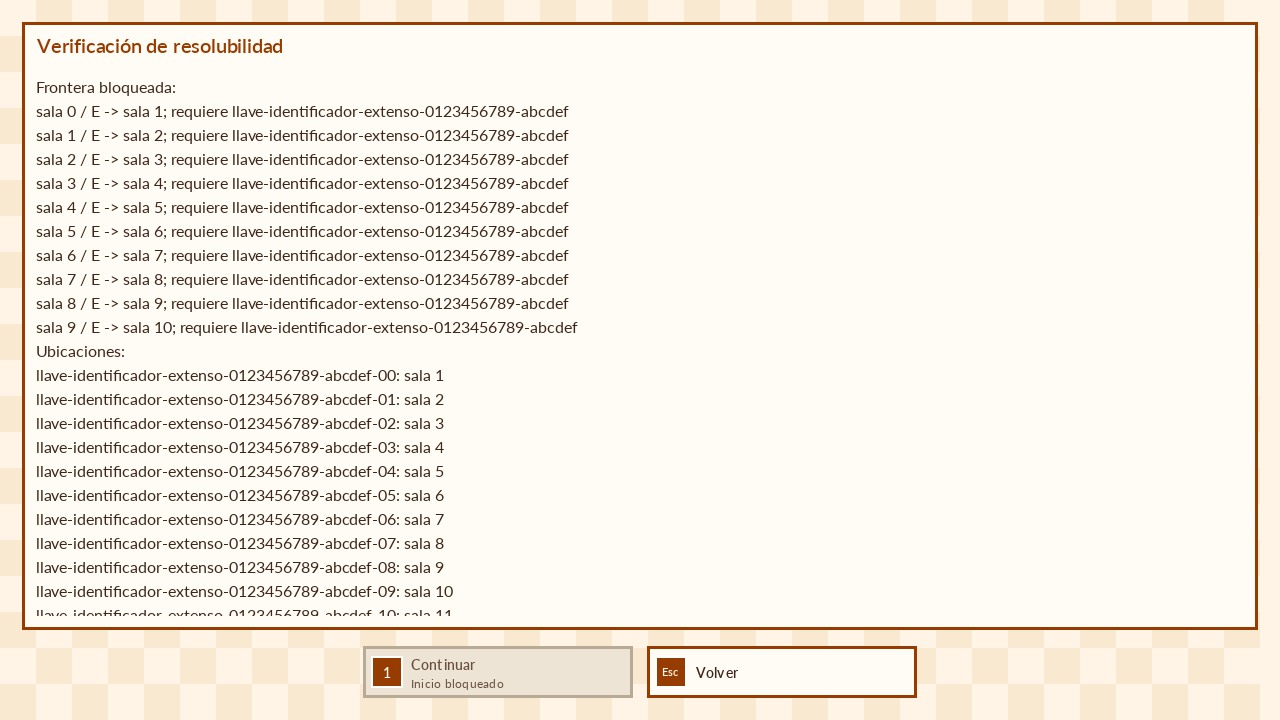 Verificación de resolubilidad
Frontera bloqueada:
sala 0 / E -> sala 1; requiere llave-identificador-extenso-0123456789-abcdef
sala 1 / E -> sala 2; requiere llave-identificador-extenso-0123456789-abcdef
sala 2 / E -> sala 3; requiere llave-identificador-extenso-0123456789-abcdef
sala 3 / E -> sala 4; requiere llave-identificador-extenso-0123456789-abcdef
sala 4 / E -> sala 5; requiere llave-identificador-extenso-0123456789-abcdef
sala 5 / E -> sala 6; requiere llave-identificador-extenso-0123456789-abcdef
sala 6 / E -> sala 7; requiere llave-identificador-extenso-0123456789-abcdef
sala 7 / E -> sala 8; requiere llave-identificador-extenso-0123456789-abcdef
sala 8 / E -> sala 9; requiere llave-identificador-extenso-0123456789-abcdef
sala 9 / E -> sala 10; requiere llave-identificador-extenso-0123456789-abcdef
Ubicaciones:
llave-identificador-extenso-0123456789-abcdef-00: sala 1
llave-identificador-extenso-0123456789-abcdef-01: sala 2
llave-identificador-extenso-0123456789-abcdef-02: sala 3
llave-identificador-extenso-0123456789-abcdef-03: sala 4
llave-identificador-extenso-0123456789-abcdef-04: sala 5
llave-identificador-extenso-0123456789-abcdef-05: sala 6
llave-identificador-extenso-0123456789-abcdef-06: sala 7
llave-identificador-extenso-0123456789-abcdef-07: sala 8
llave-identificador-extenso-0123456789-abcdef-08: sala 9
llave-identificador-extenso-0123456789-abcdef-09: sala 10
llave-identificador-extenso-0123456789-abcdef-10: sala 11
1 Continuar
Inicio bloqueado
Esc Volver